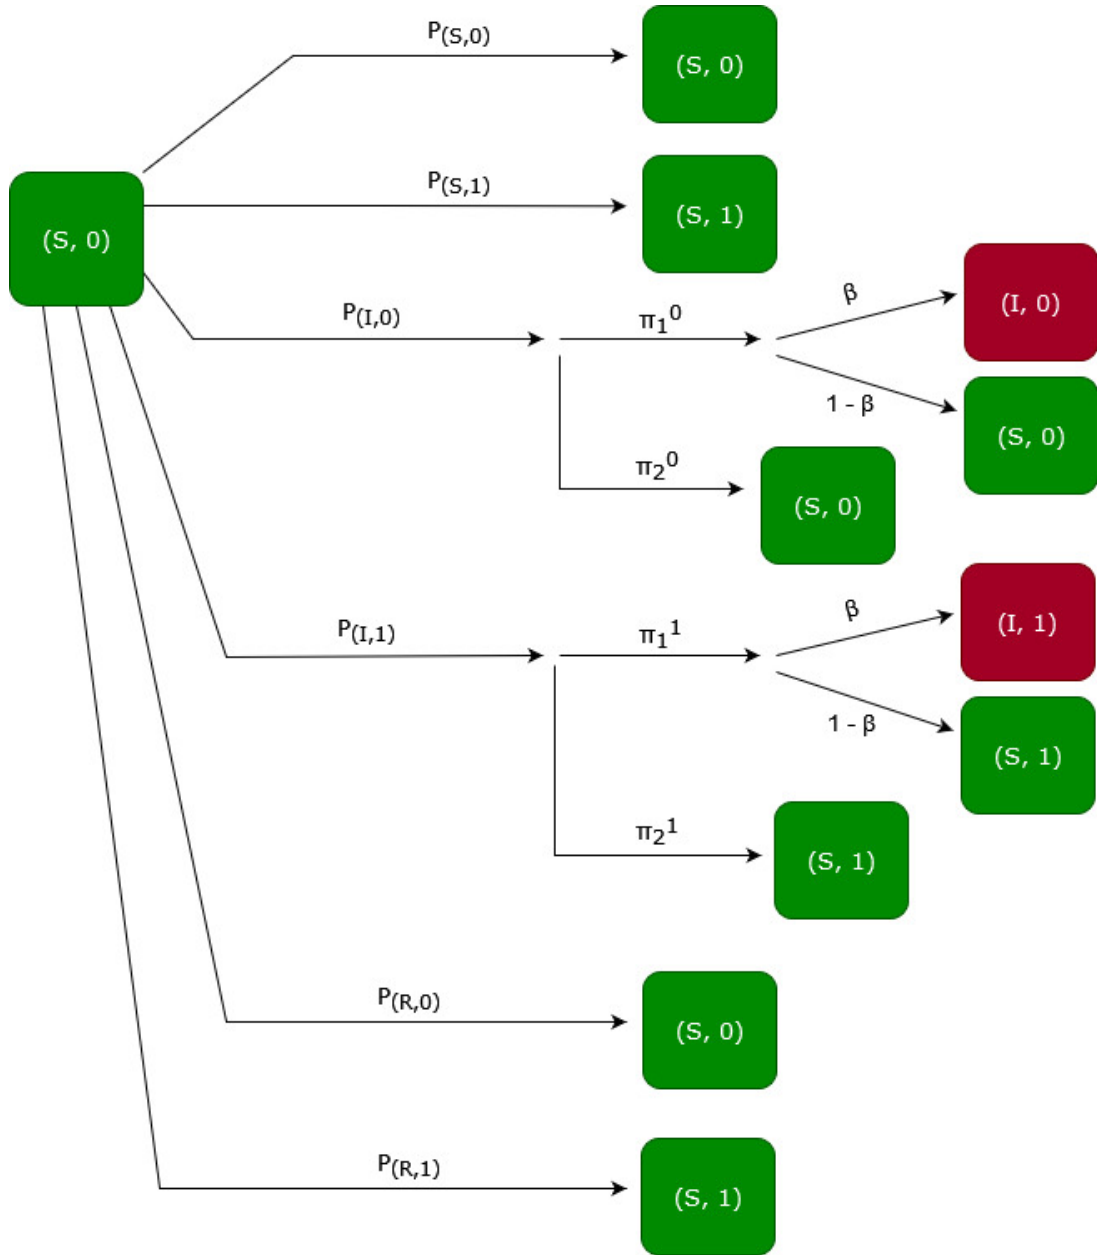 P(S,0)
(S, 0)
P(S,1)
(S, 1)
(S, 0)
P(I,0)
π₁⁰
β
(I, 0)
1 - β
(S, 0)
π₂⁰
(S, 0)
P(I,1)
π₁¹
β
(I, 1)
1 - β
(S, 1)
π₂¹
(S, 1)
P(R,0)
(S, 0)
P(R,1)
(S, 1)